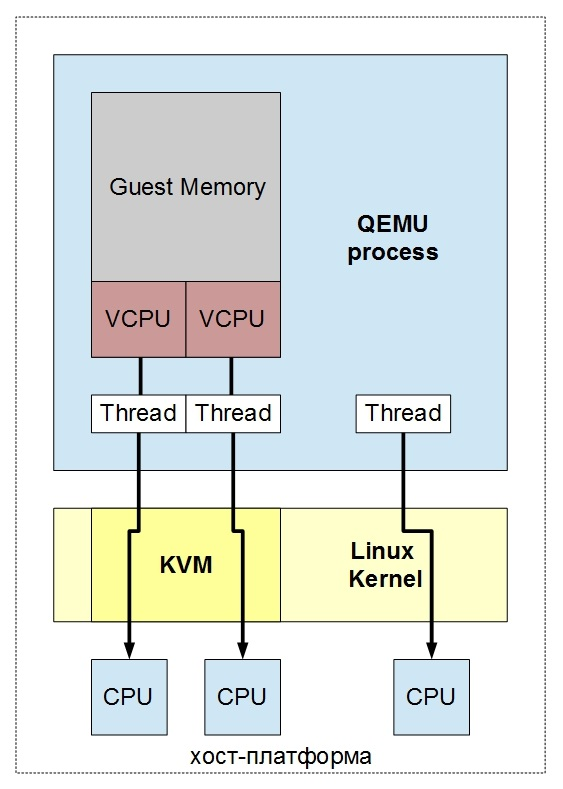 Guest Memory
QEMU
process
VCPU VCPU
Thread Thread Thread
KVM
Linux
Kernel
CPU CPU CPU
хост-платформа